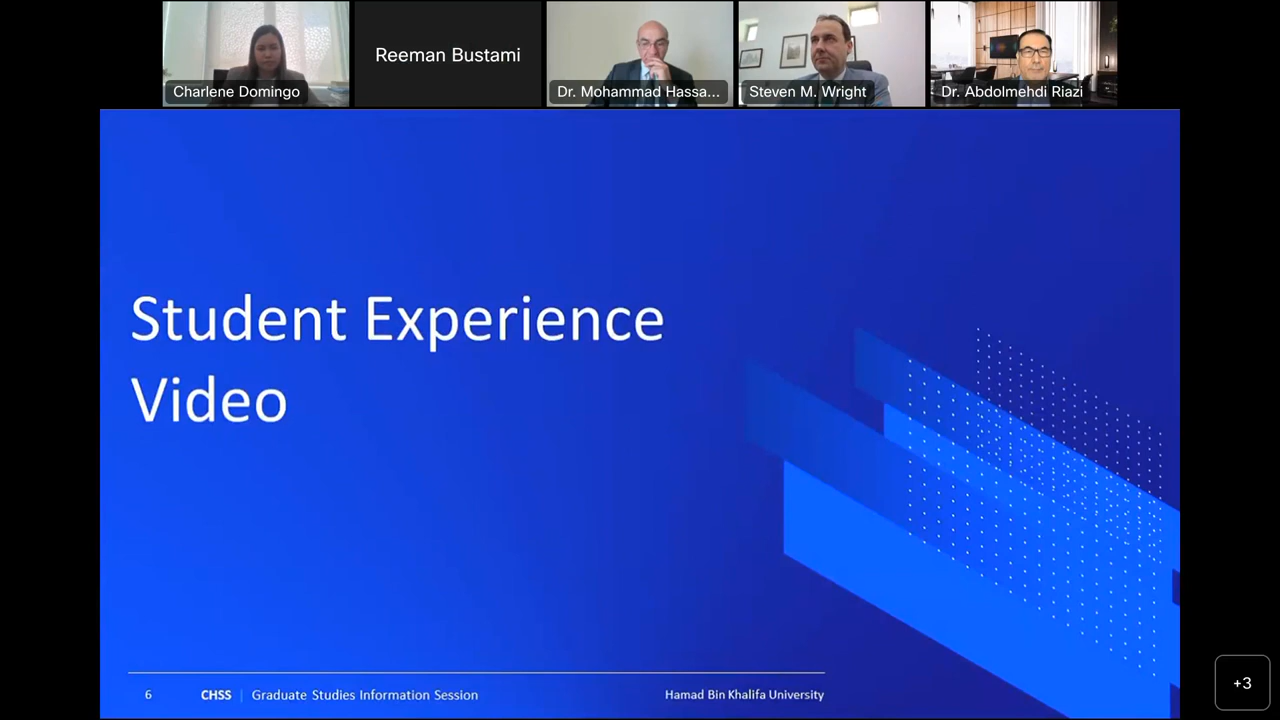 Charlene Domingo
Reeman Bustami
Dr. Mohammad Hassa...
Steven M. Wright
Dr. Abdolmehdi Riazi
Student Experience
Video
6 CHSS | Graduate Studies Information Session Hamad Bin Khalifa University
+3